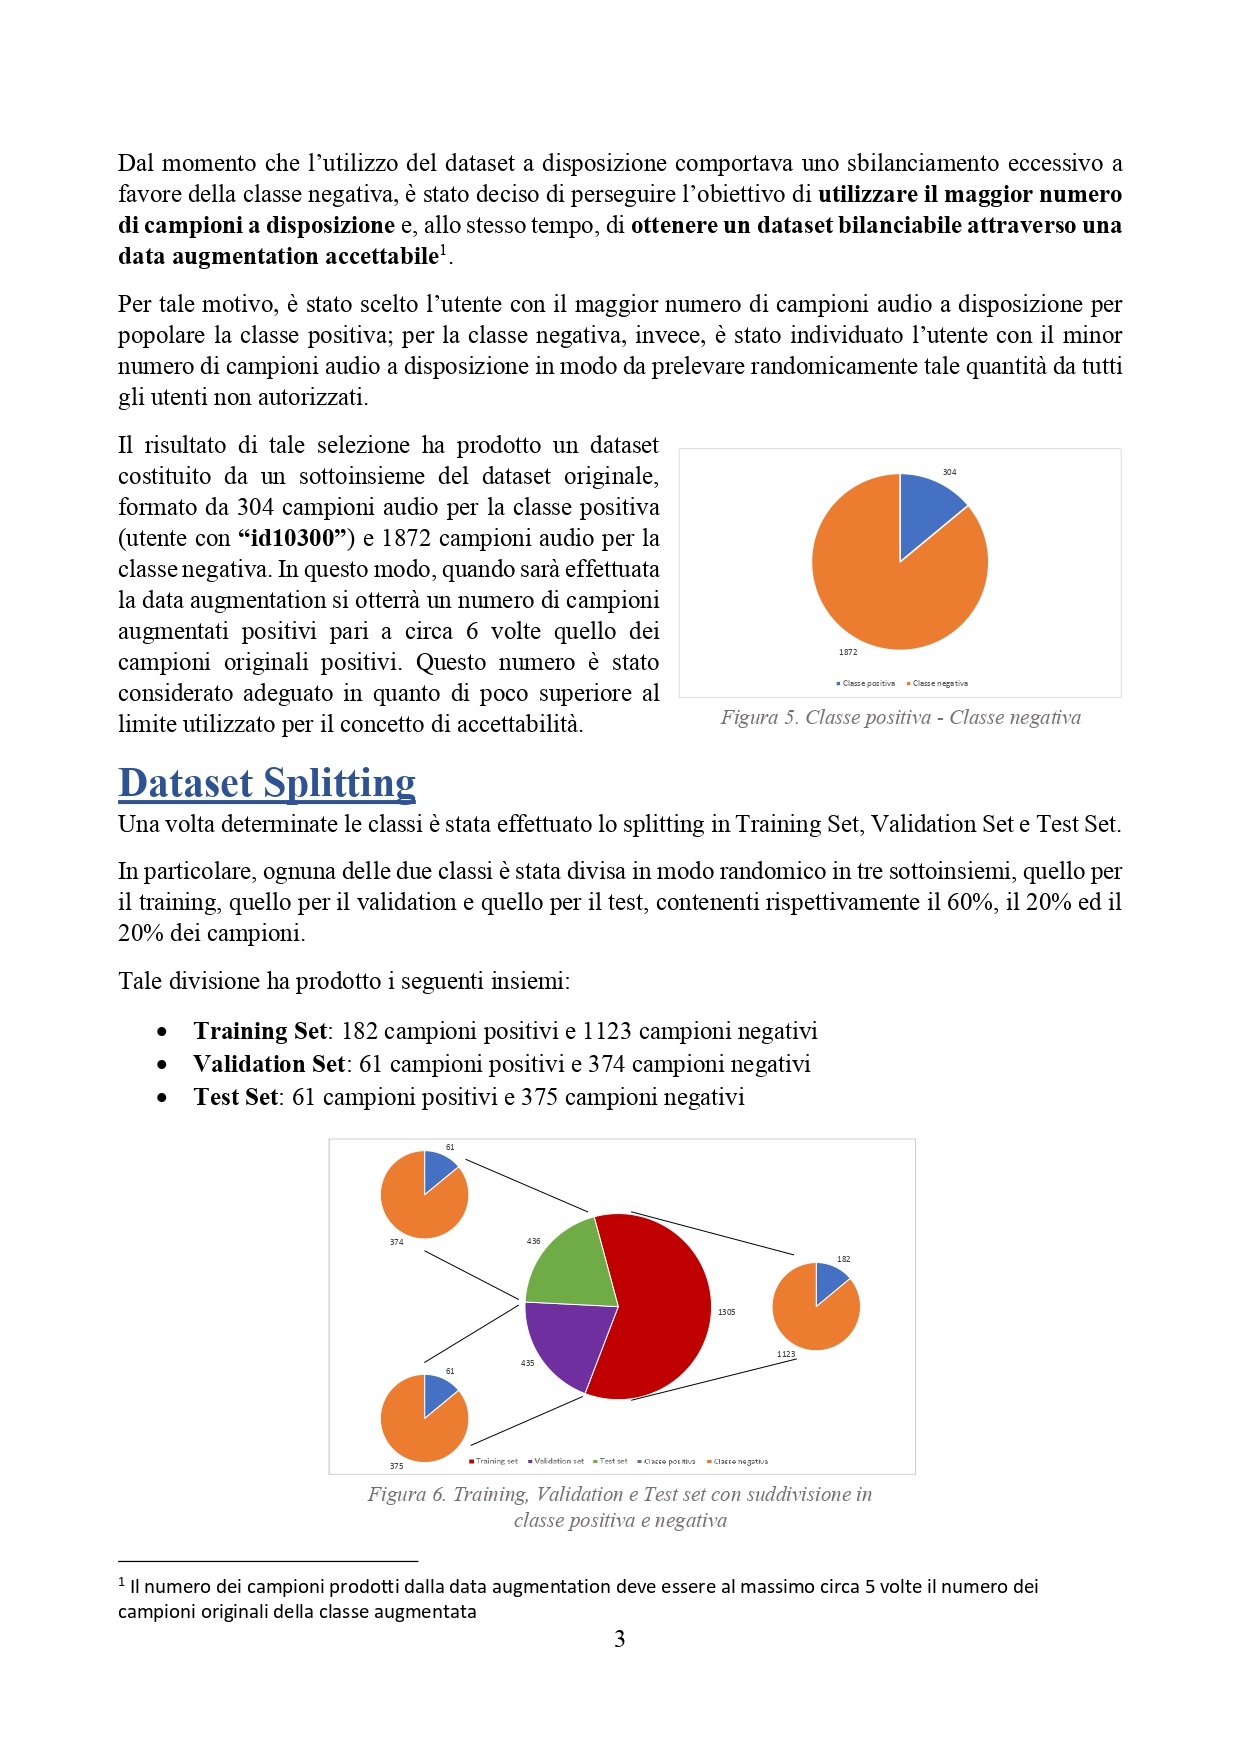 Dal momento che l’utilizzo del dataset a disposizione comportava uno sbilanciamento eccessivo a
favore della classe negativa, è stato deciso di perseguire l’obiettivo di utilizzare il maggior numero
di campioni a disposizione e, allo stesso tempo, di ottenere un dataset bilanciabile attraverso una
data augmentation accettabile1.
Per tale motivo, è stato scelto l’utente con il maggior numero di campioni audio a disposizione per
popolare la classe positiva; per la classe negativa, invece, è stato individuato l’utente con il minor
numero di campioni audio a disposizione in modo da prelevare randomicamente tale quantità da tutti
gli utenti non autorizzati.
Il risultato di tale selezione ha prodotto un dataset
costituito da un sottoinsieme del dataset originale,
formato da 304 campioni audio per la classe positiva
(utente con “id10300”) e 1872 campioni audio per la
classe negativa. In questo modo, quando sarà effettuata
la data augmentation si otterrà un numero di campioni
augmentati positivi pari a circa 6 volte quello dei
campioni originali positivi. Questo numero è stato
considerato adeguato in quanto di poco superiore al
limite utilizzato per il concetto di accettabilità.
304
1872
Classe positiva Classe negativa
Figura 5. Classe positiva - Classe negativa
Dataset Splitting
Una volta determinate le classi è stata effettuato lo splitting in Training Set, Validation Set e Test Set.
In particolare, ognuna delle due classi è stata divisa in modo randomico in tre sottoinsiemi, quello per
il training, quello per il validation e quello per il test, contenenti rispettivamente il 60%, il 20% ed il
20% dei campioni.
Tale divisione ha prodotto i seguenti insiemi:
• Training Set: 182 campioni positivi e 1123 campioni negativi
• Validation Set: 61 campioni positivi e 374 campioni negativi
• Test Set: 61 campioni positivi e 375 campioni negativi
61
374
436
182
1305
1123
435
61
375
Training set Validation set Test set Classe positiva Classe negativa
Figura 6. Training, Validation e Test set con suddivisione in
classe positiva e negativa
1 Il numero dei campioni prodotti dalla data augmentation deve essere al massimo circa 5 volte il numero dei
campioni originali della classe augmentata
3